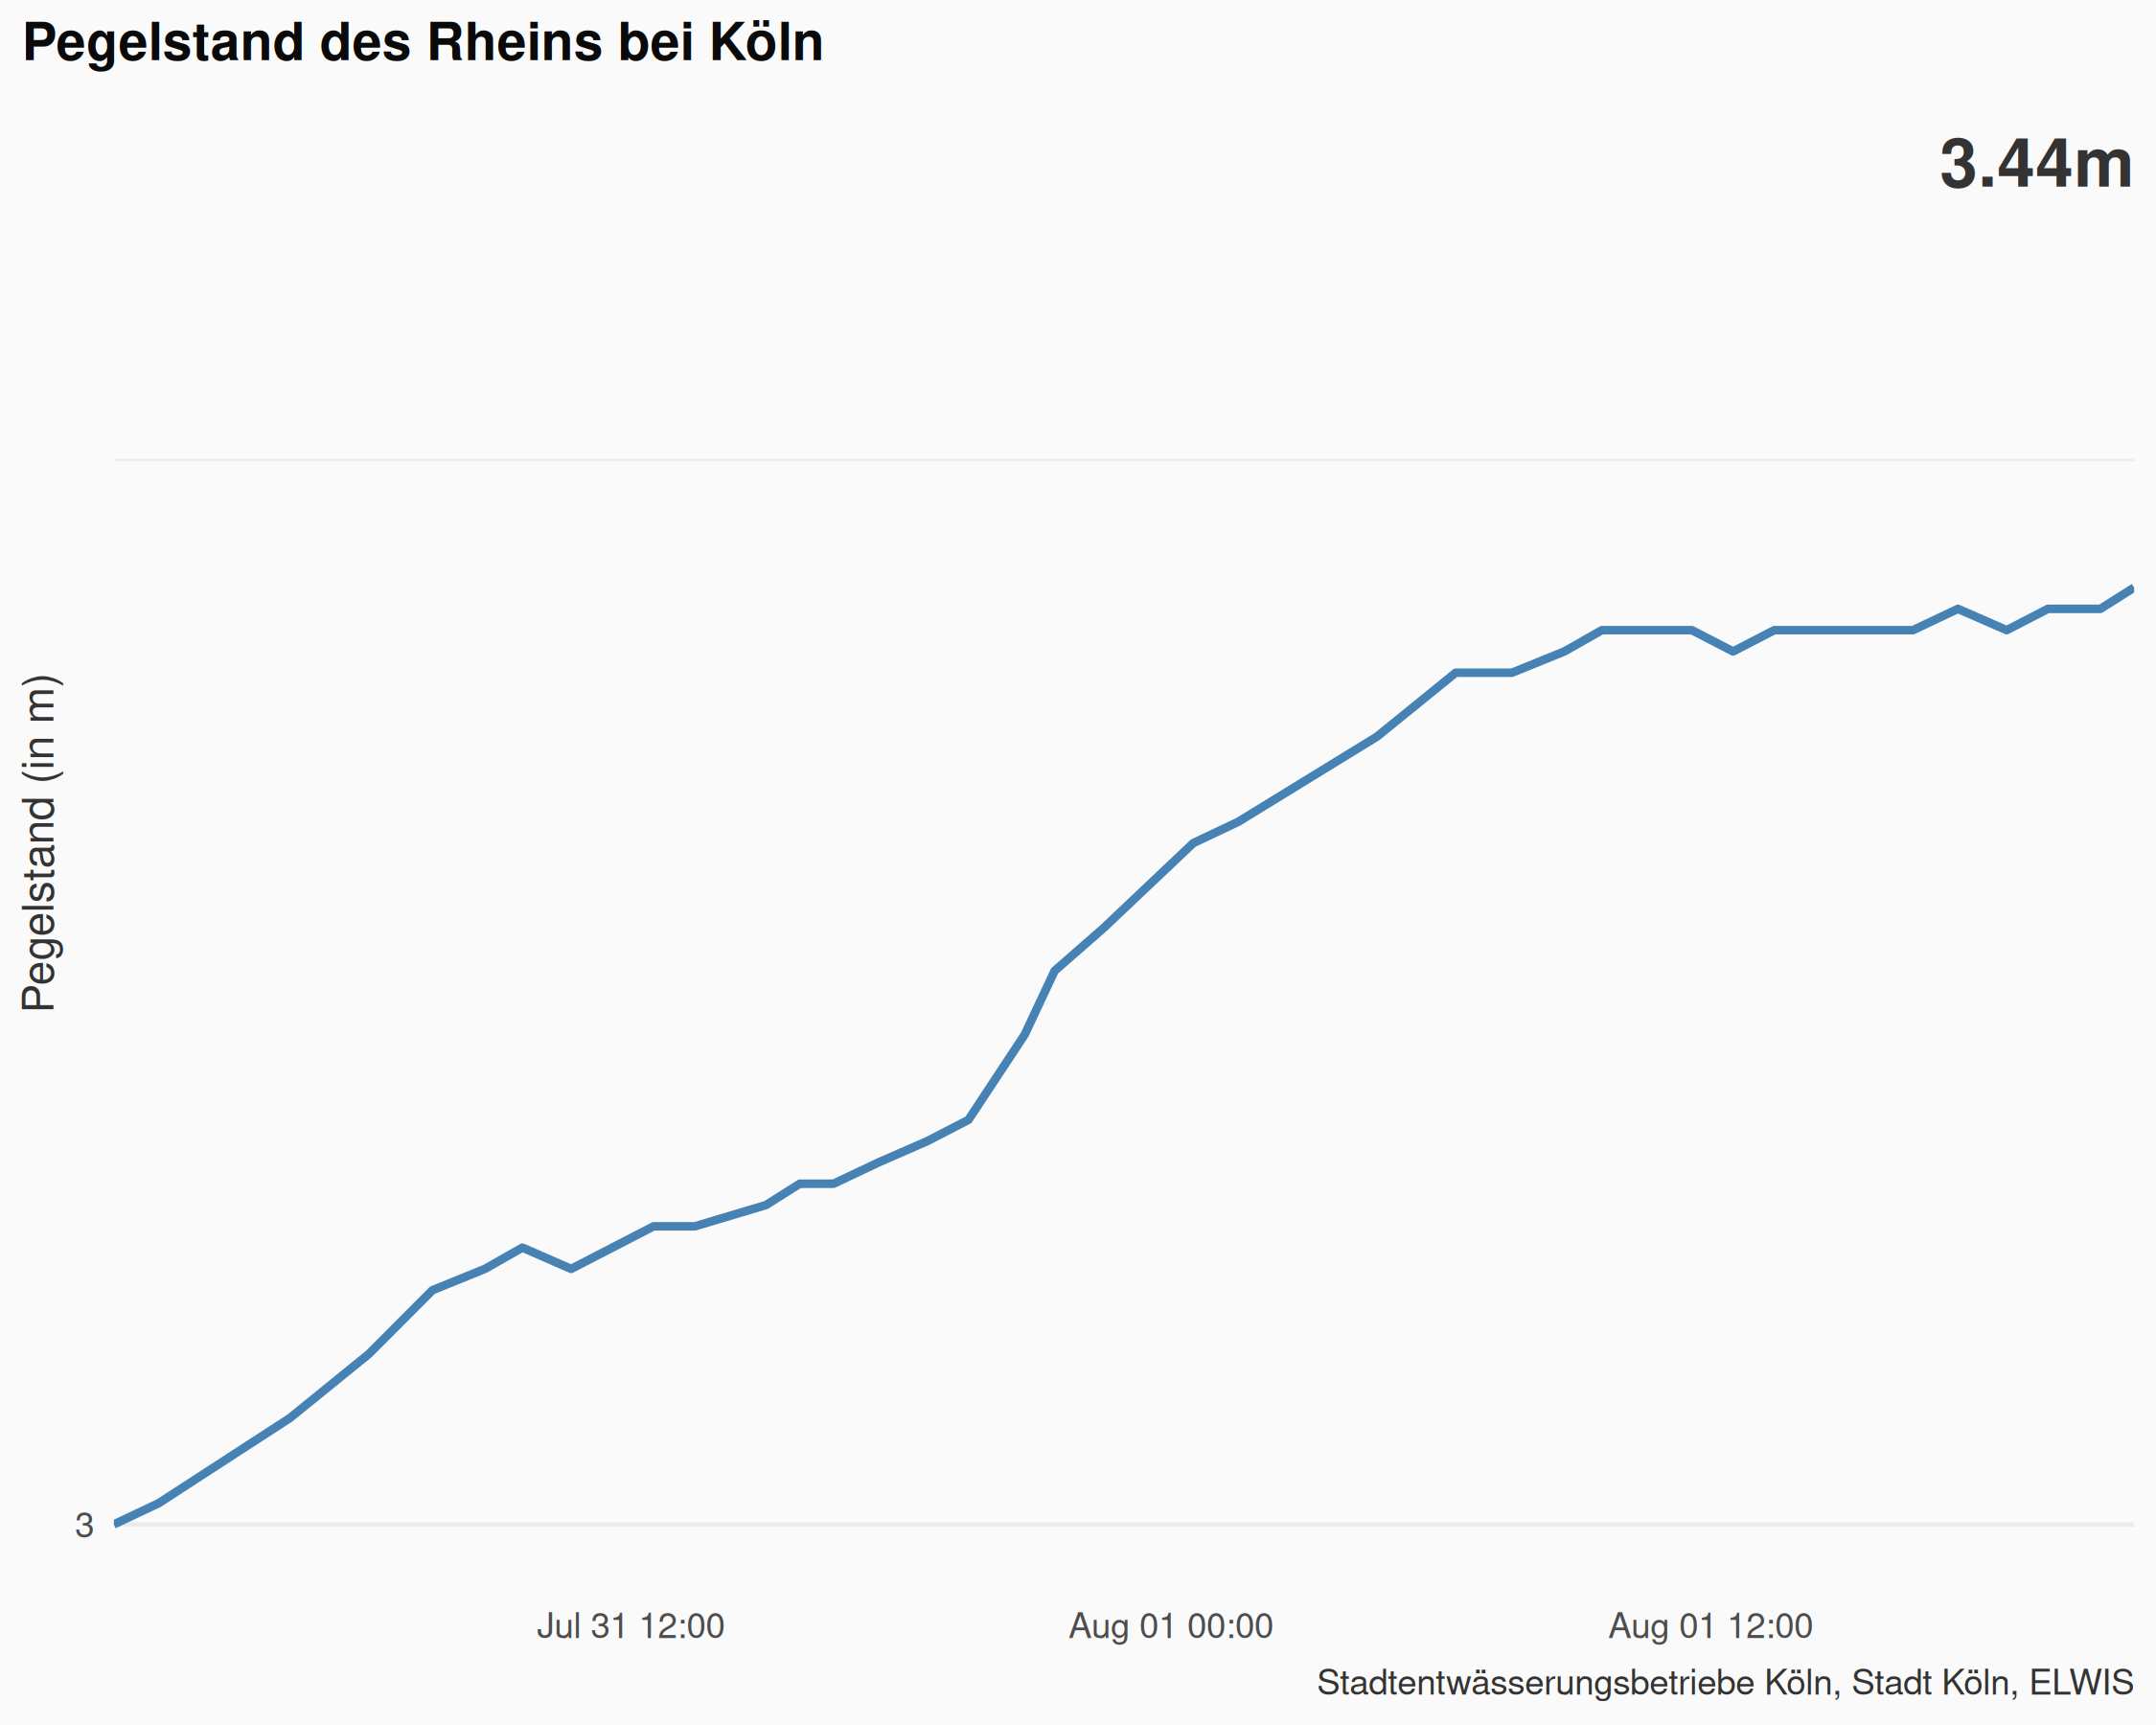 Pegelstand des Rheins bei Köln
3.44m
Pegelstand (in m)
3
Jul 31 12:00
Aug 01 00:00
Aug 01 12:00
Stadtentwässerungsbetriebe Köln, Stadt Köln, ELWIS